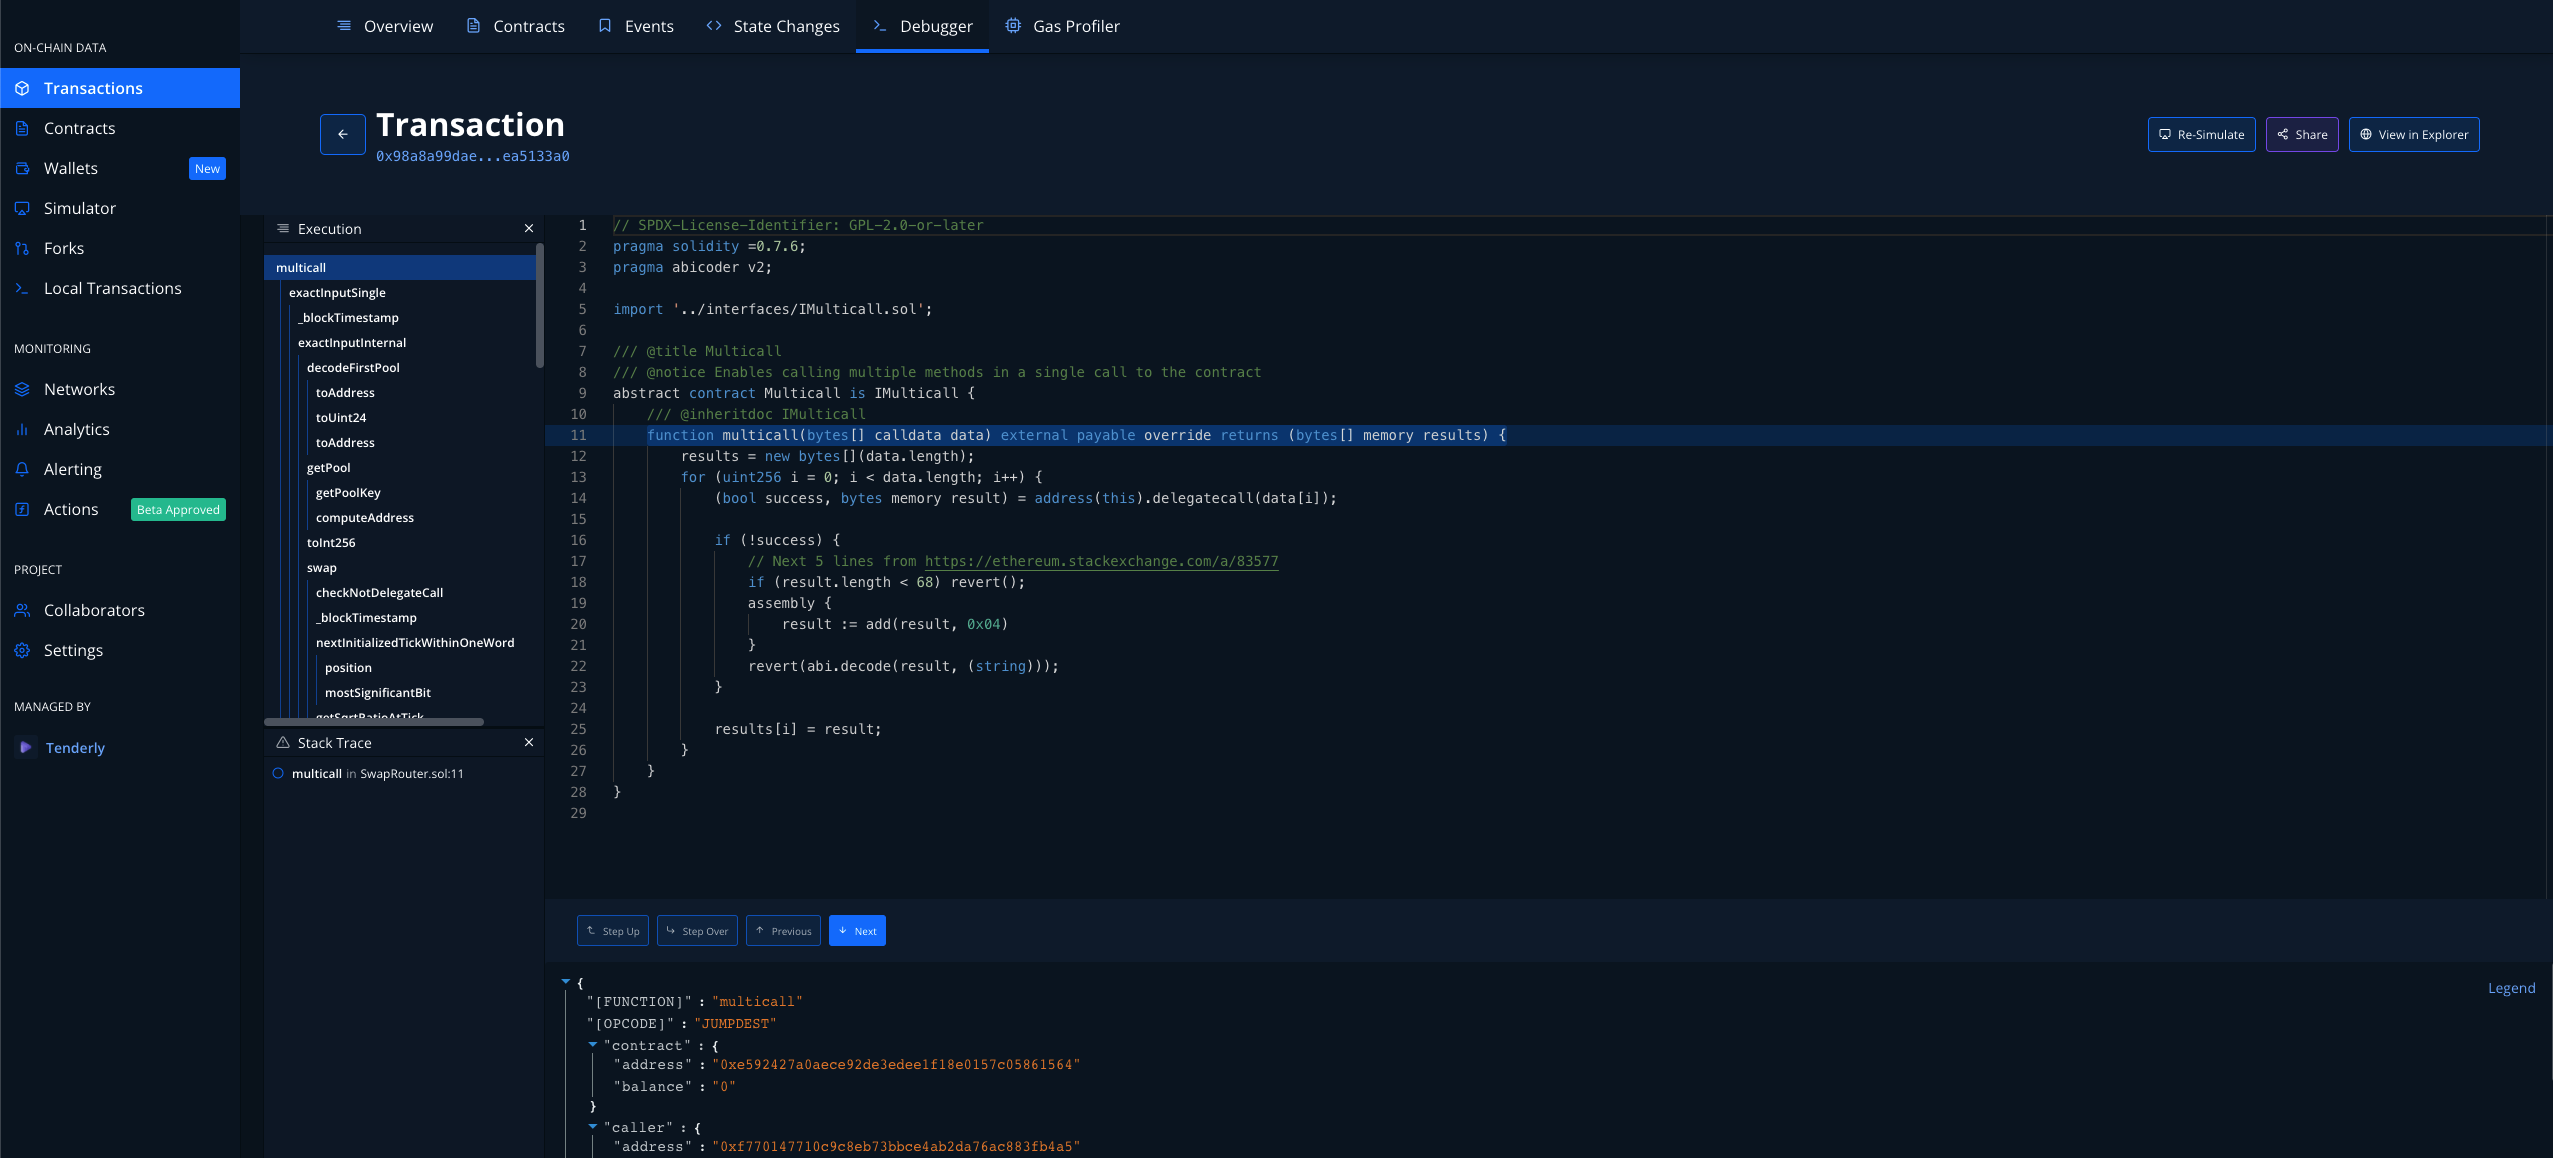 ON-CHAIN DATA
Transactions
Contracts
Wallets New
Simulator
Forks
Local Transactions
MONITORING
Networks
Analytics
Alerting
Actions Beta Approved
PROJECT
Collaborators
Settings
MANAGED BY
Tenderly
Overview Contracts Events State Changes Debugger Gas Profiler
Transaction
0x98a8a99dae...ea5133a0
Re-Simulate Share View in Explorer
Execution
multicall
exactInputSingle
_blockTimestamp
exactInputInternal
decodeFirstPool
toAddress
toUint24
toAddress
getPool
getPoolKey
computeAddress
toInt256
swap
checkNotDelegateCall
_blockTimestamp
nextInitializedTickWithinOneWord
position
mostSignificantBit
getSqrtRatioAtTick
Stack Trace
multicall in SwapRouter.sol:11
1 // SPDX-License-Identifier: GPL-2.0-or-later
2 pragma solidity =0.7.6;
3 pragma abicoder v2;
4
5 import '../interfaces/IMulticall.sol';
6
7 /// @title Multicall
8 /// @notice Enables calling multiple methods in a single call to the contract
9 abstract contract Multicall is IMulticall {
10 /// @inheritdoc IMulticall
11 function multicall(bytes[] calldata data) external payable override returns (bytes[] memory results) {
12 results = new bytes[](data.length);
13 for (uint256 i = 0; i < data.length; i++) {
14 (bool success, bytes memory result) = address(this).delegatecall(data[i]);
15
16 if (!success) {
17 // Next 5 lines from https://ethereum.stackexchange.com/a/83577
18 if (result.length < 68) revert();
19 assembly {
20 result := add(result, 0x04)
21 }
22 revert(abi.decode(result, (string)));
23 }
24
25 results[i] = result;
26 }
27 }
28 }
29
Step Up Step Over Previous Next
Legend
{
"[FUNCTION]" : "multicall"
"[OPCODE]" : "JUMPDEST"
"contract" : {
"address" : "0xe592427a0aece92de3edee1f18e0157c05861564"
"balance" : "0"
}
"caller" : {
"address" : "0xf770147710c9c8eb73bbce4ab2da76ac883fb4a5"